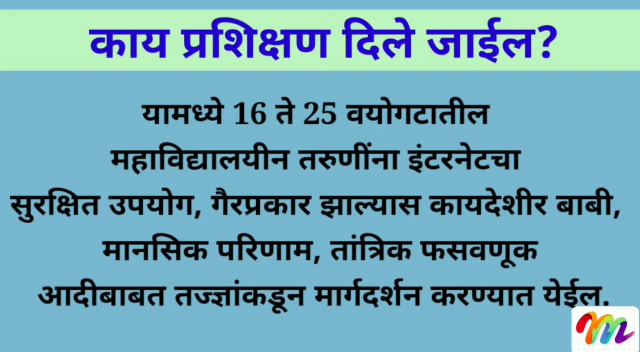 काय प्रशिक्षण दिले जाईल?
यामध्ये 16 ते 25 वयोगटातील
महाविद्यालयीन तरुणींना इंटरनेटचा
सुरक्षित उपयोग, गैरप्रकार झाल्यास कायदेशीर बाबी,
मानसिक परिणाम, तांत्रिक फसवणूक
आदीबाबत तज्ज्ञांकडून मार्गदर्शन करण्यात येईल.
m